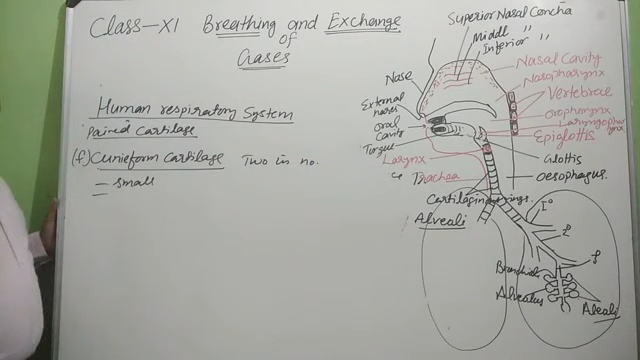 Class-XI Breathing and Exchange
of
Gases
Human respiratory System
Paired Cartilage
(f) Cunieform Cartilage Two in no.
= small
Superior Nasal Concha
Middle "
Inferior "
Nasal Cavity
Nasopharynx
Vertebrae
Oropharynx
Laryngopharynx
Epiglottis
Glottis
Oesophagus
Nose
External nares
Oral Cavity
Tongue
Larynx
Trachea
Cartilaginous rings
Alveoli
1°
2
3
Bronchiole
Alveolus
Alveoli